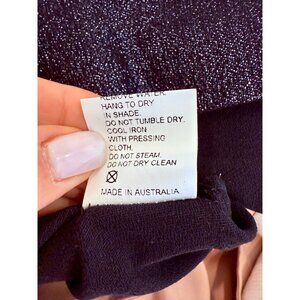 REMOVE WATER.
HANG TO DRY
IN SHADE.
DO NOT TUMBLE DRY.
COOL IRON
WITH PRESSING
CLOTH.
DO NOT STEAM.
DO NOT DRY CLEAN
MADE IN AUSTRALIA